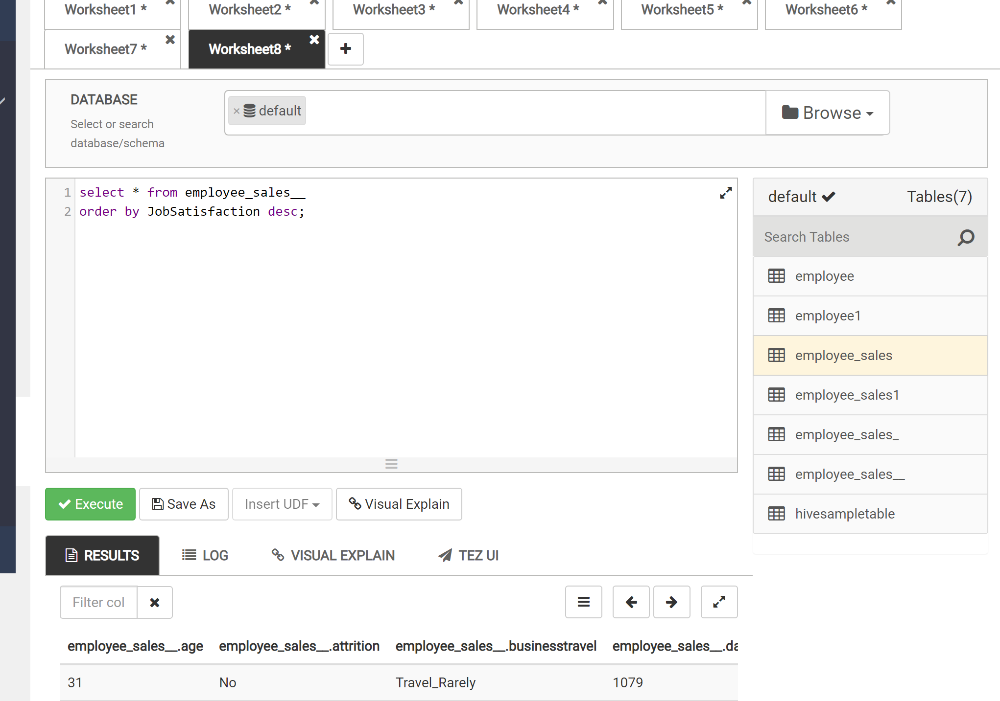 Worksheet1 *
Worksheet2 *
Worksheet3 *
Worksheet4 *
Worksheet5 *
Worksheet6 *
Worksheet7 *
Worksheet8 *
DATABASE
Select or search
database/schema
× default
Browse
1 select * from employee_sales__
2 order by JobSatisfaction desc;
default
Tables(7)
Search Tables
employee
employee1
employee_sales
employee_sales1
employee_sales_
employee_sales__
hivesampletable
Execute
Save As
Insert UDF
Visual Explain
RESULTS
LOG
VISUAL EXPLAIN
TEZ UI
Filter col
employee_sales__.age employee_sales__.attrition employee_sales__.businesstravel employee_sales__.da
31 No Travel_Rarely 1079